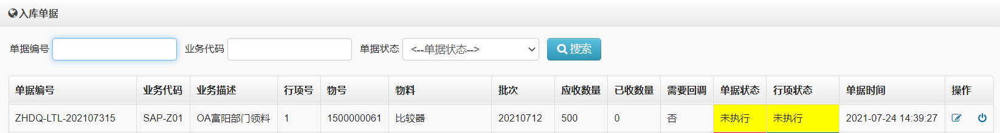 入库单据
单据编号 业务代码 单据状态 <--单据状态--> 搜索
单据编号 业务代码 业务描述 行项号 物号 物料 批次 应收数量 已收数量 需要回调 单据状态 行项状态 单据时间 操作
ZHDQ-LTL-202107315 SAP-Z01 OA富阳部门领料 1 1500000061 比较器 20210712 500 0 否 未执行 未执行 2021-07-24 14:39:27